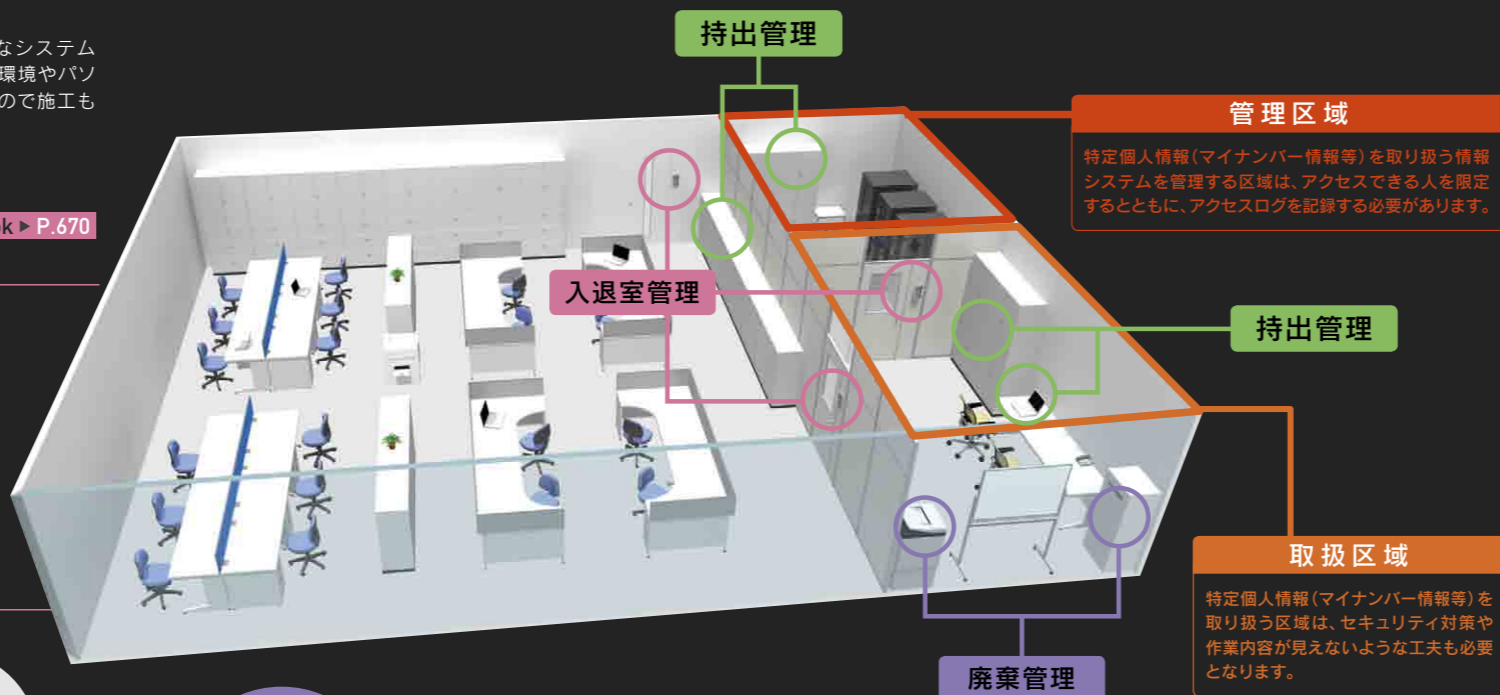 なシステム
環境やパソ
ので施工も
ok ▶ P.670
持出管理
管理区域
特定個人情報(マイナンバー情報等)を取り扱う情報
システムを管理する区域は、アクセスできる人を限定
するとともに、アクセスログを記録する必要があります。
入退室管理
持出管理
取扱区域
特定個人情報(マイナンバー情報等)を
取り扱う区域は、セキュリティ対策や
作業内容が見えないような工夫も必要
となります。
廃棄管理